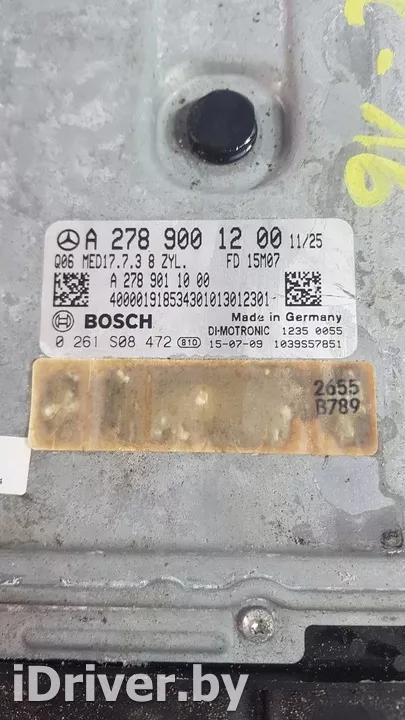 A 278 900 12 00 11/25
Q06 MED17.7.3 8 ZYL. FD 15M07
A 278 901 10 00
40000191853430101301230​1
BOSCH Made in Germany
DI-MOTRONIC 1235 0055
0 261 S08 472 810 15-07-09 1039S57851
2655
B789
iDriver.by